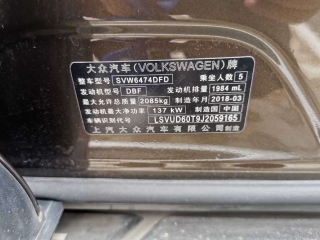 大众汽车(VOLKSWAGEN)牌
整车型号 SVW6474DFD 乘坐人数 5
发动机型号 DBF 发动机排量 1984 mL
最大允许总质量 2085kg 制造年月 2018-03
发动机最大净功率 137 kW 制造国 中国
车辆识别代号 LSVUD60T9J2059165
上汽大众汽车有限公司制造